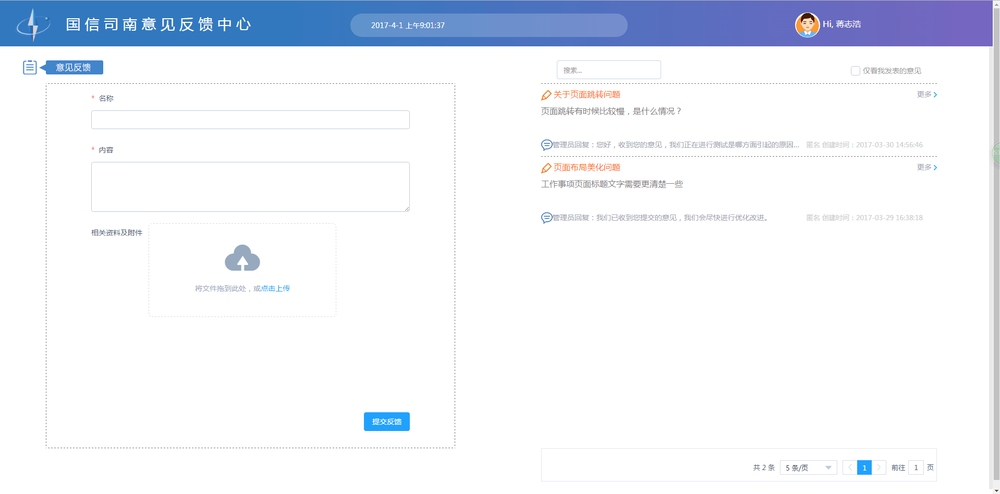 国信司南意见反馈中心
2017-4-1 上午9:01:37
Hi, 蒋志浩
意见反馈
* 名称
* 内容
相关资料及附件
将文件拖到此处，或点击上传
提交反馈
搜索...
仅看我发表的意见
关于页面跳转问题
更多
页面跳转有时候比较慢，是什么情况？
管理员回复：您好，收到您的意见，我们正在进行测试是哪方面引起的原因...
匿名 创建时间：2017-03-30 14:56:46
页面布局美化问题
更多
工作事项页面标题文字需要更清楚一些
管理员回复：我们已收到您提交的意见，我们会尽快进行优化改进。
匿名 创建时间：2017-03-29 16:38:18
共 2 条 5 条/页 1 前往 1 页